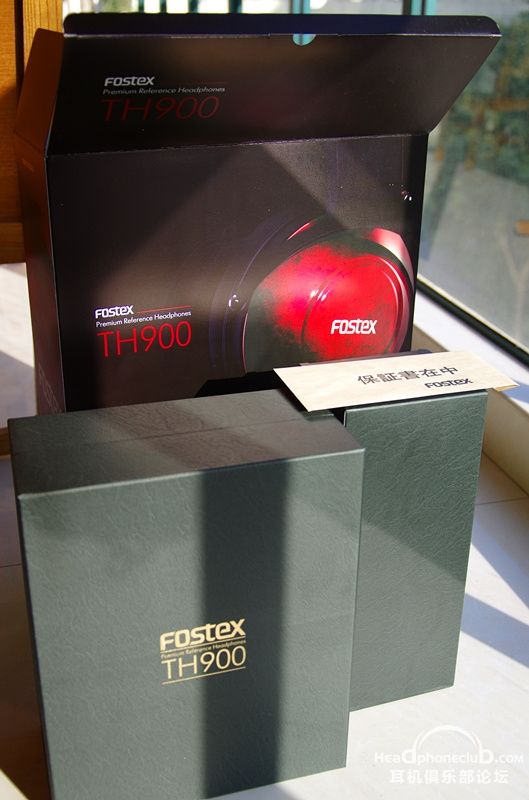 Fostex
Premium Reference Headphones
TH900
Fostex
Premium Reference Headphones
TH900
Fostex
保証書在中
Fostex
Fostex
Premium Reference Headphones
TH900
HeadphoneclUb.com
耳机俱乐部论坛